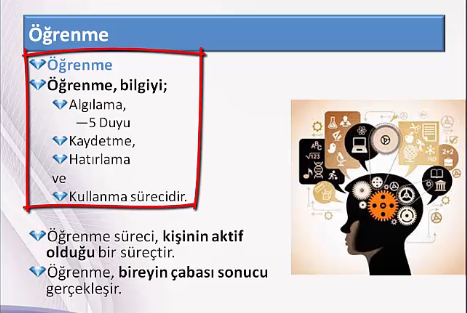 Öğrenme
Öğrenme
Öğrenme, bilgiyi;
Algılama,
—5 Duyu
Kaydetme,
Hatırlama
ve
Kullanma sürecidir.
Öğrenme süreci, kişinin aktif
olduğu bir süreçtir.
Öğrenme, bireyin çabası sonucu
gerçekleşir.